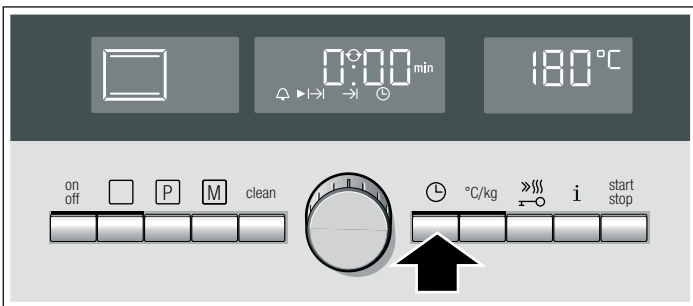 0:00 min
180°C
on
off
P
M
clean
°C/kg
i
start
stop